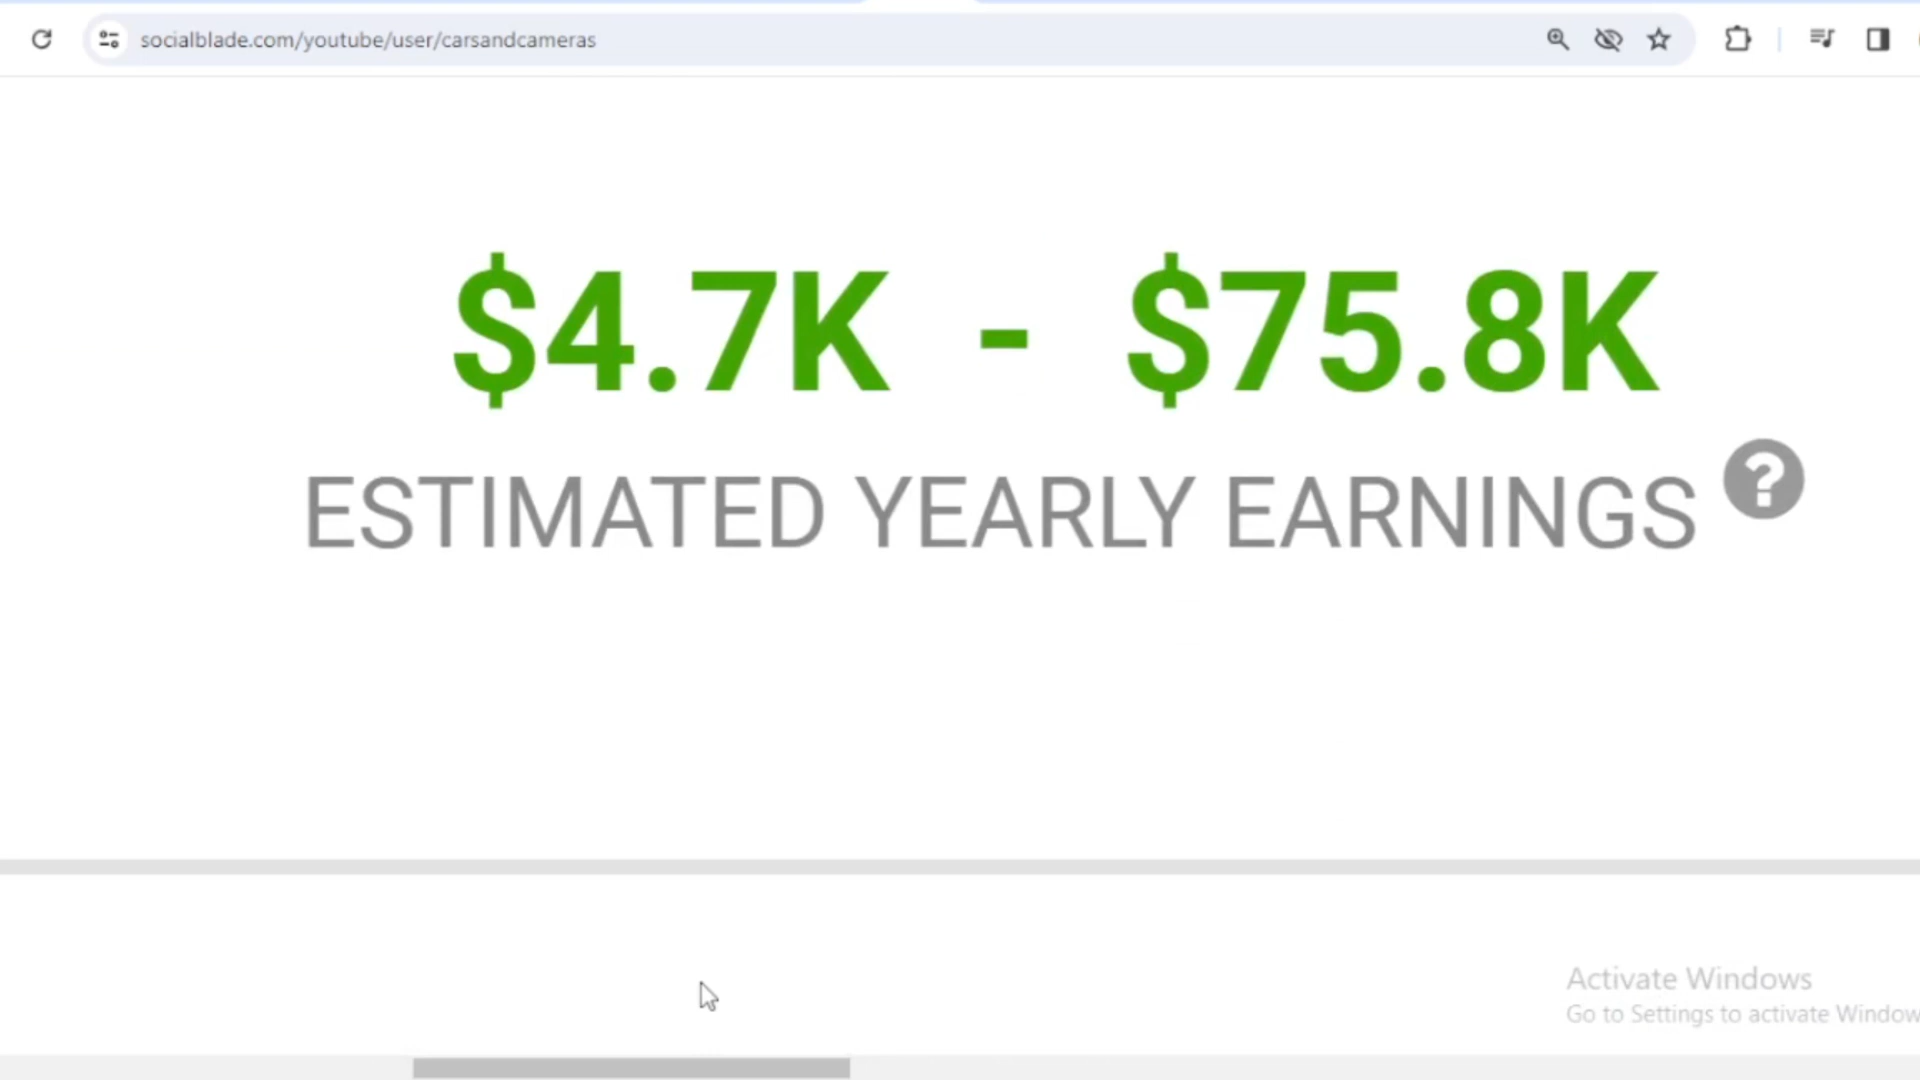 socialblade.com/youtube/user/carsandcameras
$4.7K - $75.8K
ESTIMATED YEARLY EARNINGS ?
Activate Windows
Go to Settings to activate Window